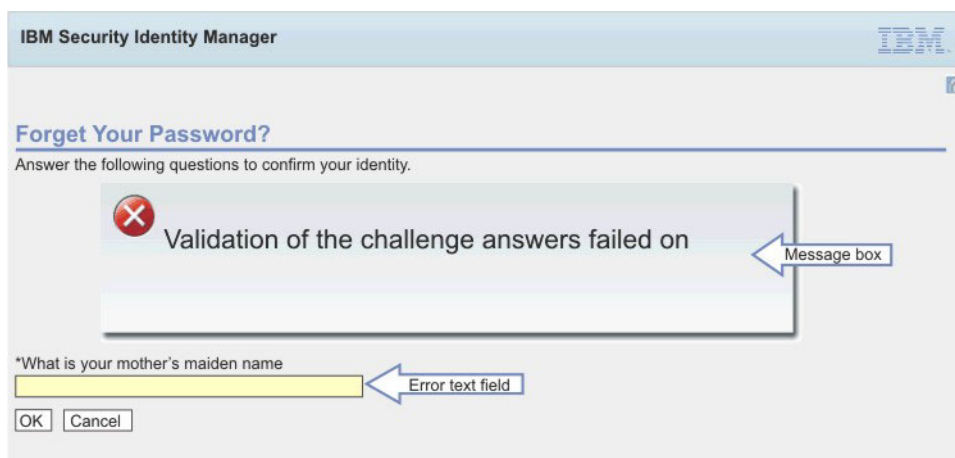 IBM Security Identity Manager
IBM.
Forget Your Password?
Answer the following questions to confirm your identity.
Validation of the challenge answers failed on
Message box
*What is your mother's maiden name
Error text field
OK Cancel